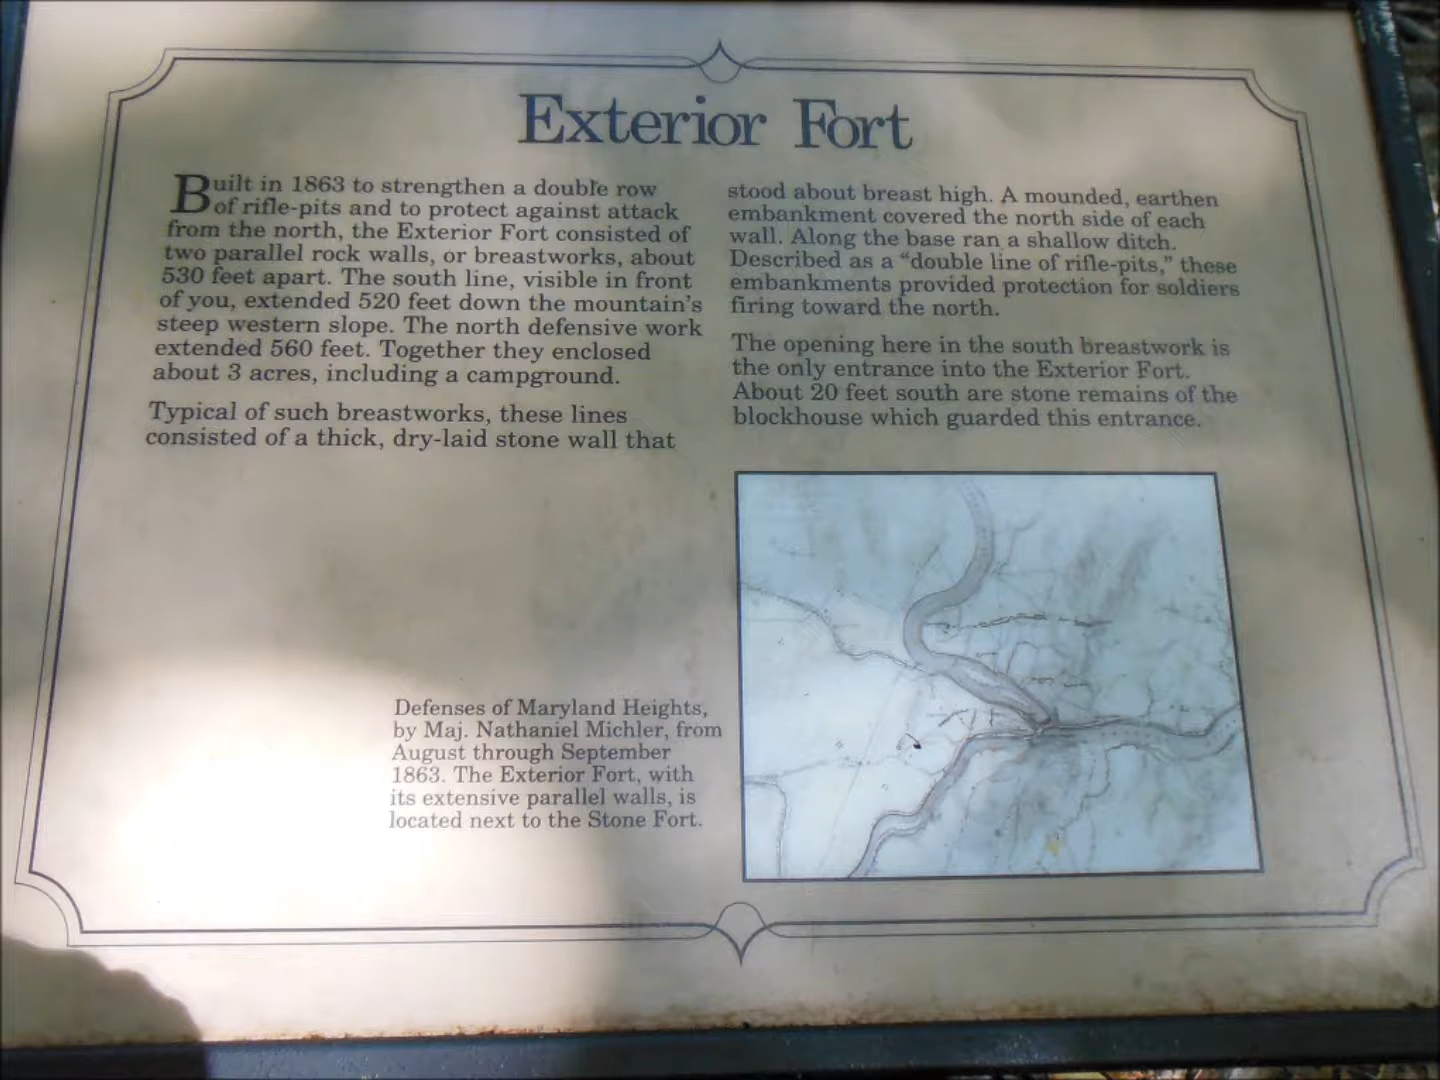 Exterior Fort
Built in 1863 to strengthen a double row
of rifle-pits and to protect against attack
from the north, the Exterior Fort consisted of
two parallel rock walls, or breastworks, about
530 feet apart. The south line, visible in front
of you, extended 520 feet down the mountain's
steep western slope. The north defensive work
extended 560 feet. Together they enclosed
about 3 acres, including a campground.
Typical of such breastworks, these lines
consisted of a thick, dry-laid stone wall that
stood about breast high. A mounded, earthen
embankment covered the north side of each
wall. Along the base ran a shallow ditch.
Described as a "double line of rifle-pits," these
embankments provided protection for soldiers
firing toward the north.
The opening here in the south breastwork is
the only entrance into the Exterior Fort.
About 20 feet south are stone remains of the
blockhouse which guarded this entrance.
Defenses of Maryland Heights,
by Maj. Nathaniel Michler, from
August through September
1863. The Exterior Fort, with
its extensive parallel walls, is
located next to the Stone Fort.